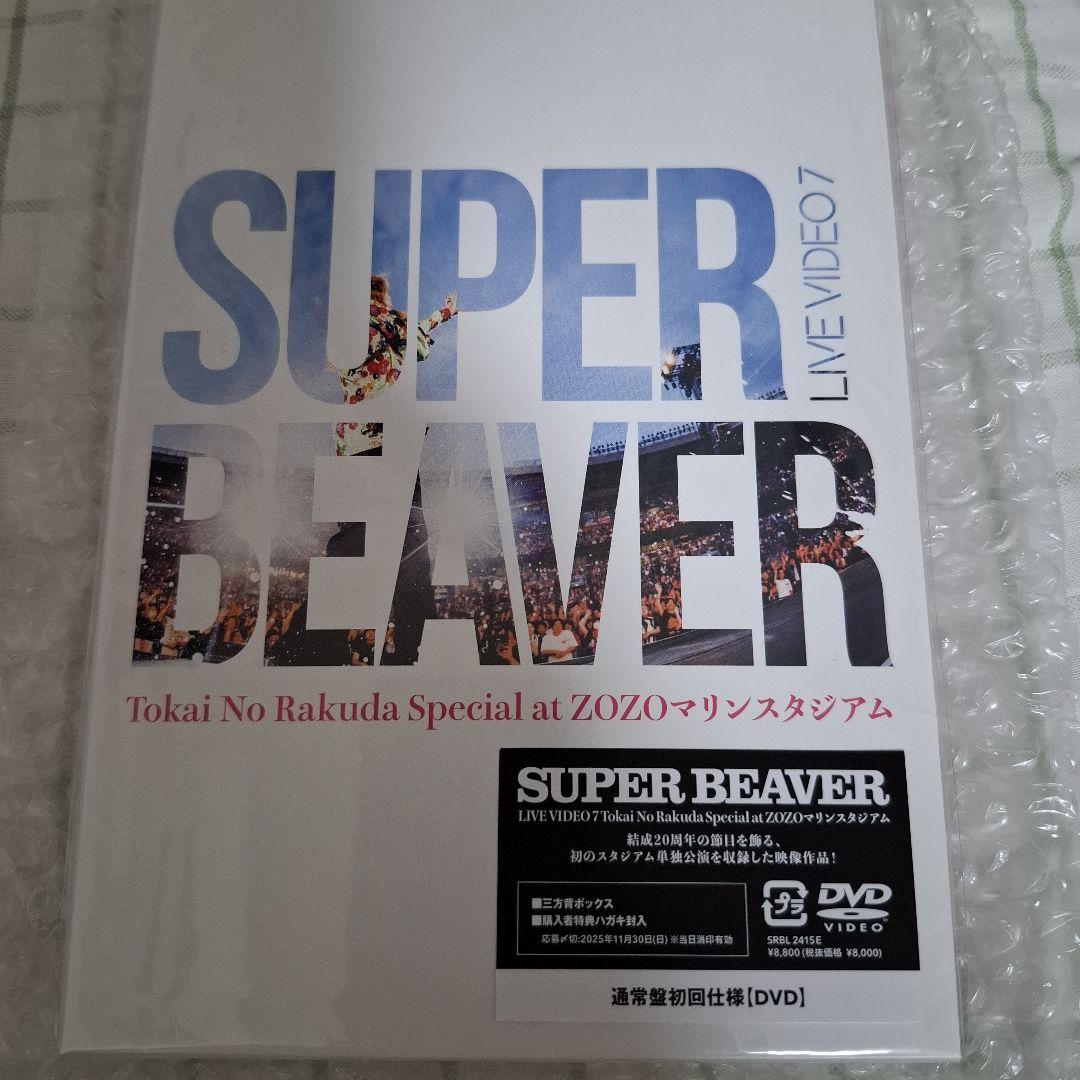 SUPER
LIVE VIDEO 7
BEAVER
Tokai No Rakuda Special at ZOZOマリンスタジアム
SUPER BEAVER
LIVE VIDEO 7 Tokai No Rakuda Special at ZOZOマリンスタジアム
結成20周年の節目を飾る、
初のスタジアム単独公演を収録した映像作品！
■三方背ボックス
■購入者特典ハガキ封入
応募〆切:2025年11月30日(日) ※当日消印有効
プラ
DVD
VIDEO
SRBL 2415E
¥8,800 (税抜価格 ¥8,000)
通常盤初回仕様【DVD】